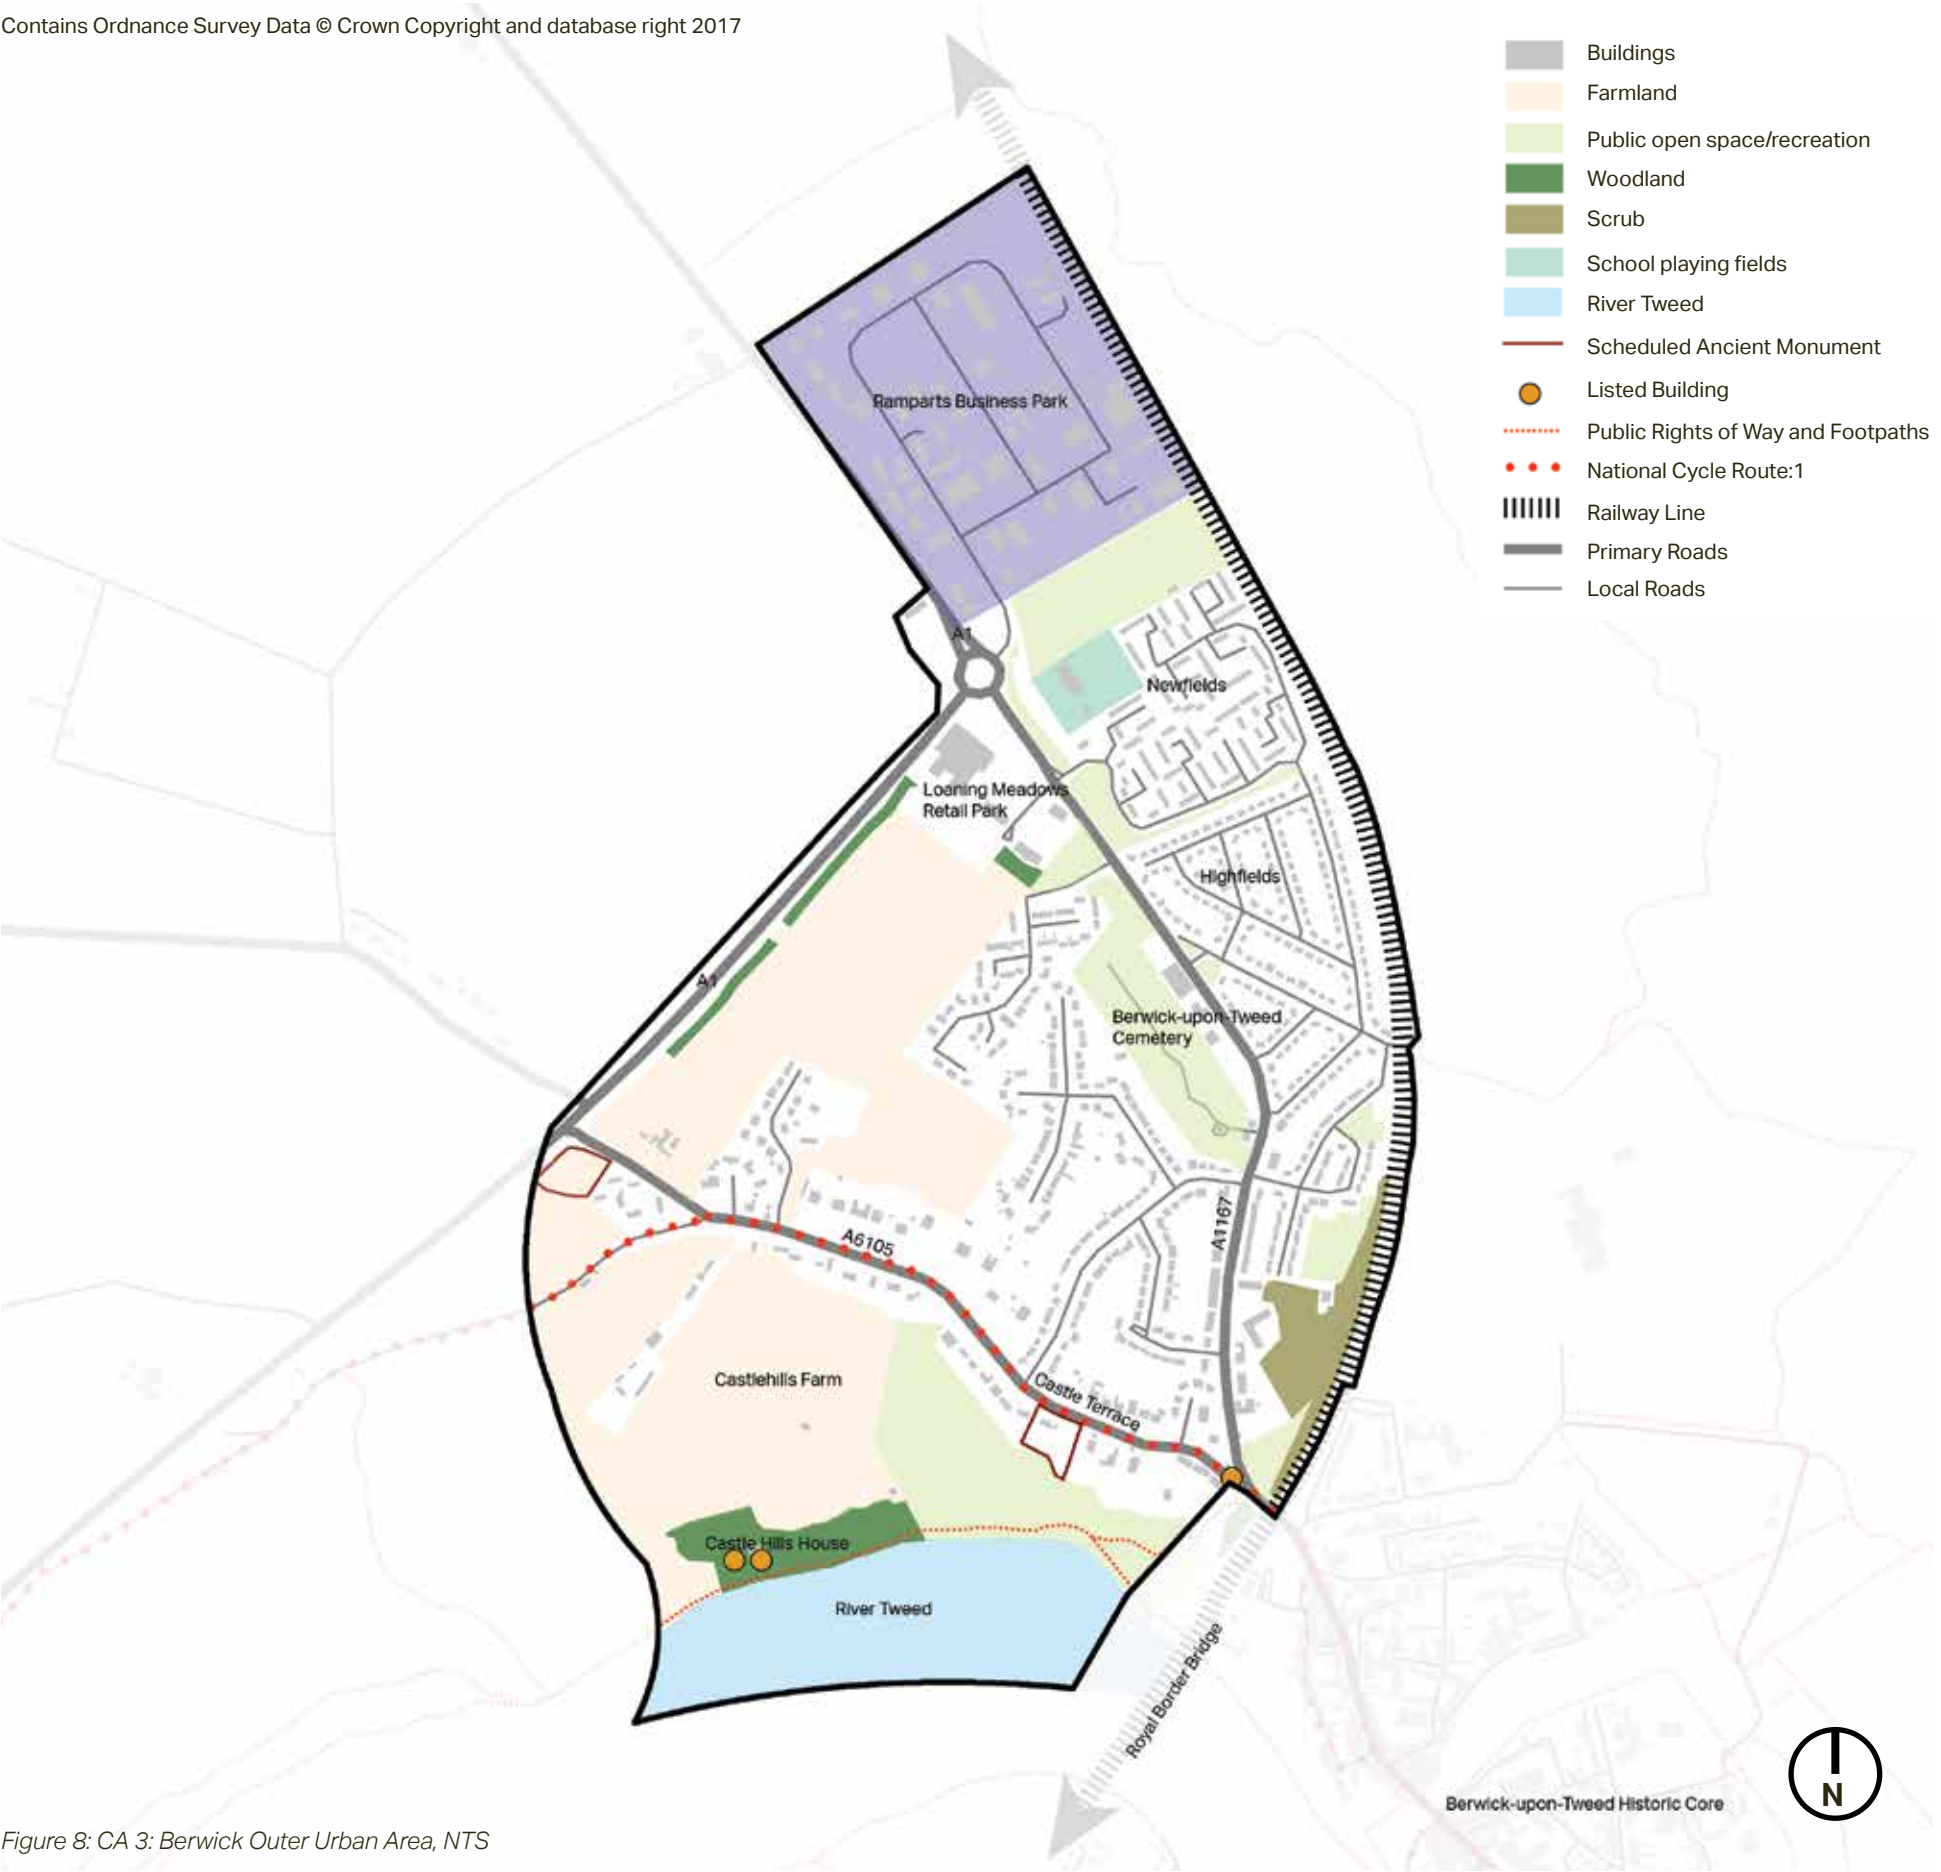 Contains Ordnance Survey Data © Crown Copyright and database right 2017
Buildings
Farmland
Public open space/recreation
Woodland
Scrub
School playing fields
River Tweed
Scheduled Ancient Monument
Listed Building
Public Rights of Way and Footpaths
National Cycle Route:1
Railway Line
Primary Roads
Local Roads
Ramparts Business Park
A1
Newfields
Loaning Meadows
Retail Park
Highfields
A1
Berwick-upon-Tweed
Cemetery
A1167
A6105
Castlehills Farm
Castle Terrace
Castle Hills House
River Tweed
Royal Border Bridge
Berwick-upon-Tweed Historic Core
N
Figure 8: CA 3: Berwick Outer Urban Area, NTS